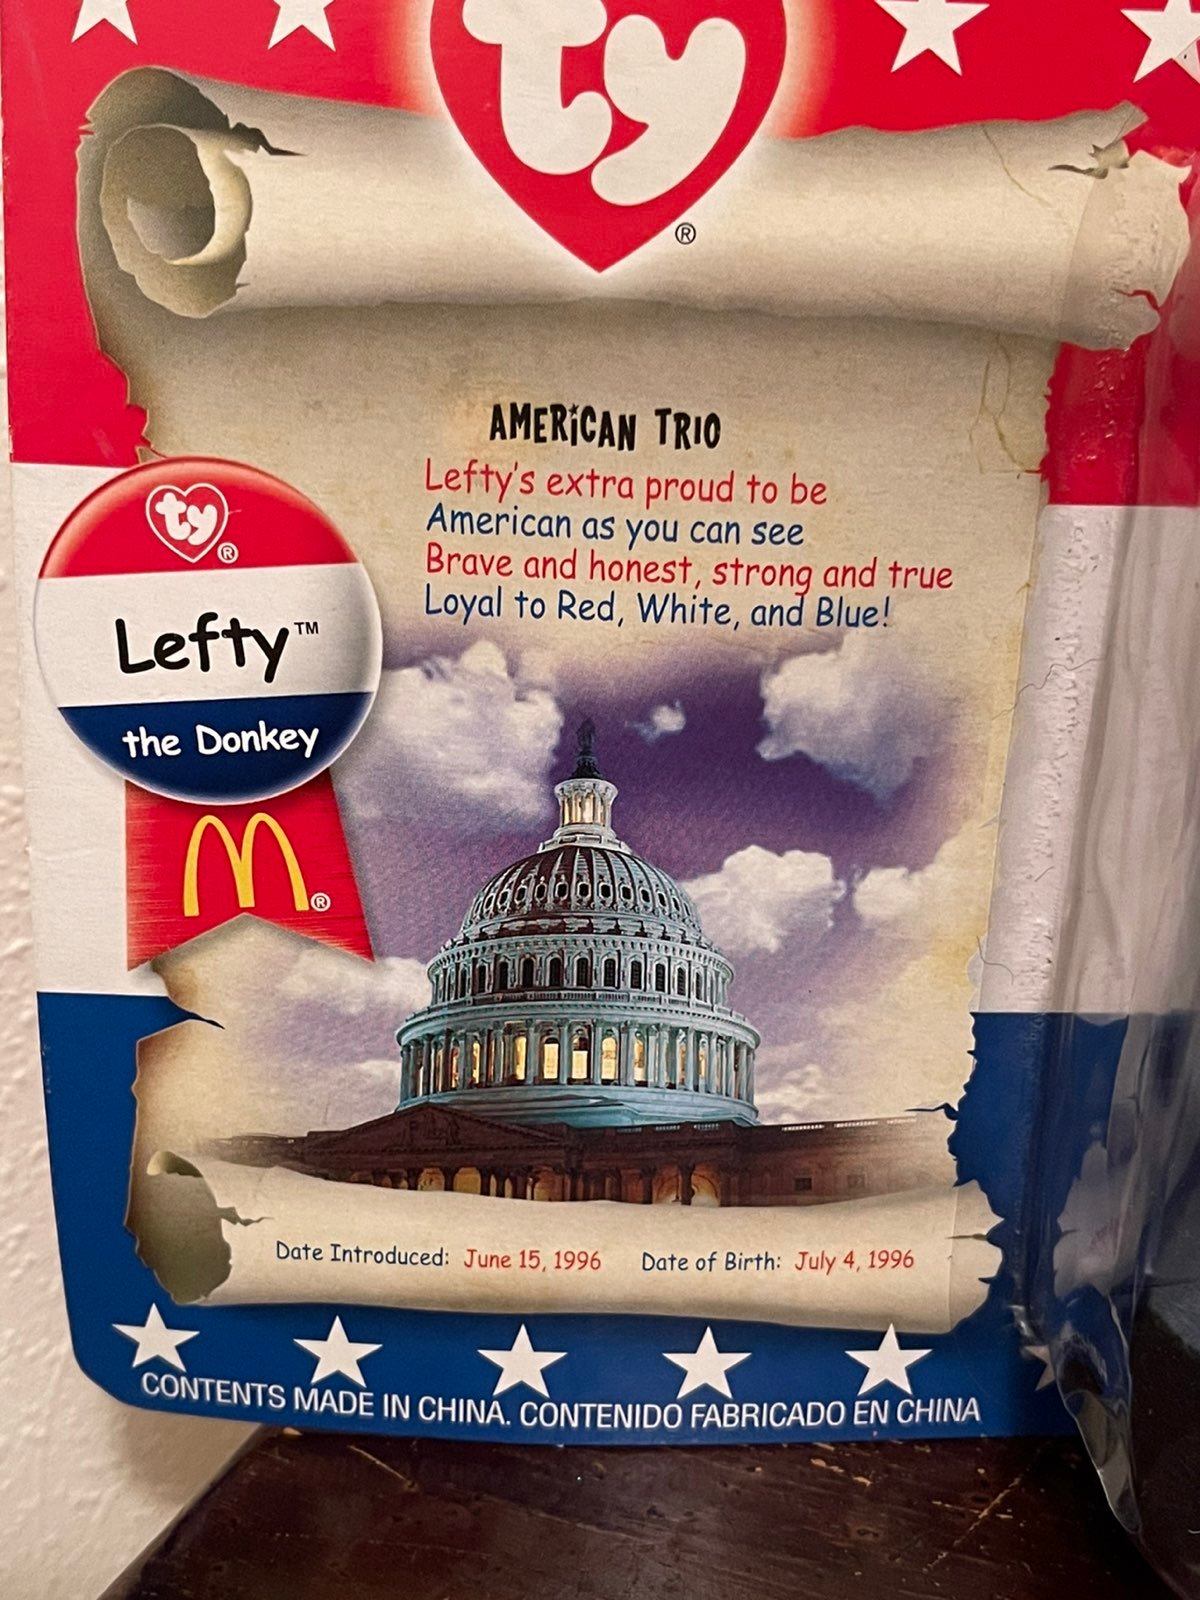 ty
®
AMERiCAN TRIO
Lefty's extra proud to be
American as you can see
Brave and honest, strong and true
Loyal to Red, White, and Blue!
ty®
Lefty™
the Donkey
M®
Date Introduced: June 15, 1996 Date of Birth: July 4, 1996
CONTENTS MADE IN CHINA. CONTENIDO FABRICADO EN CHINA